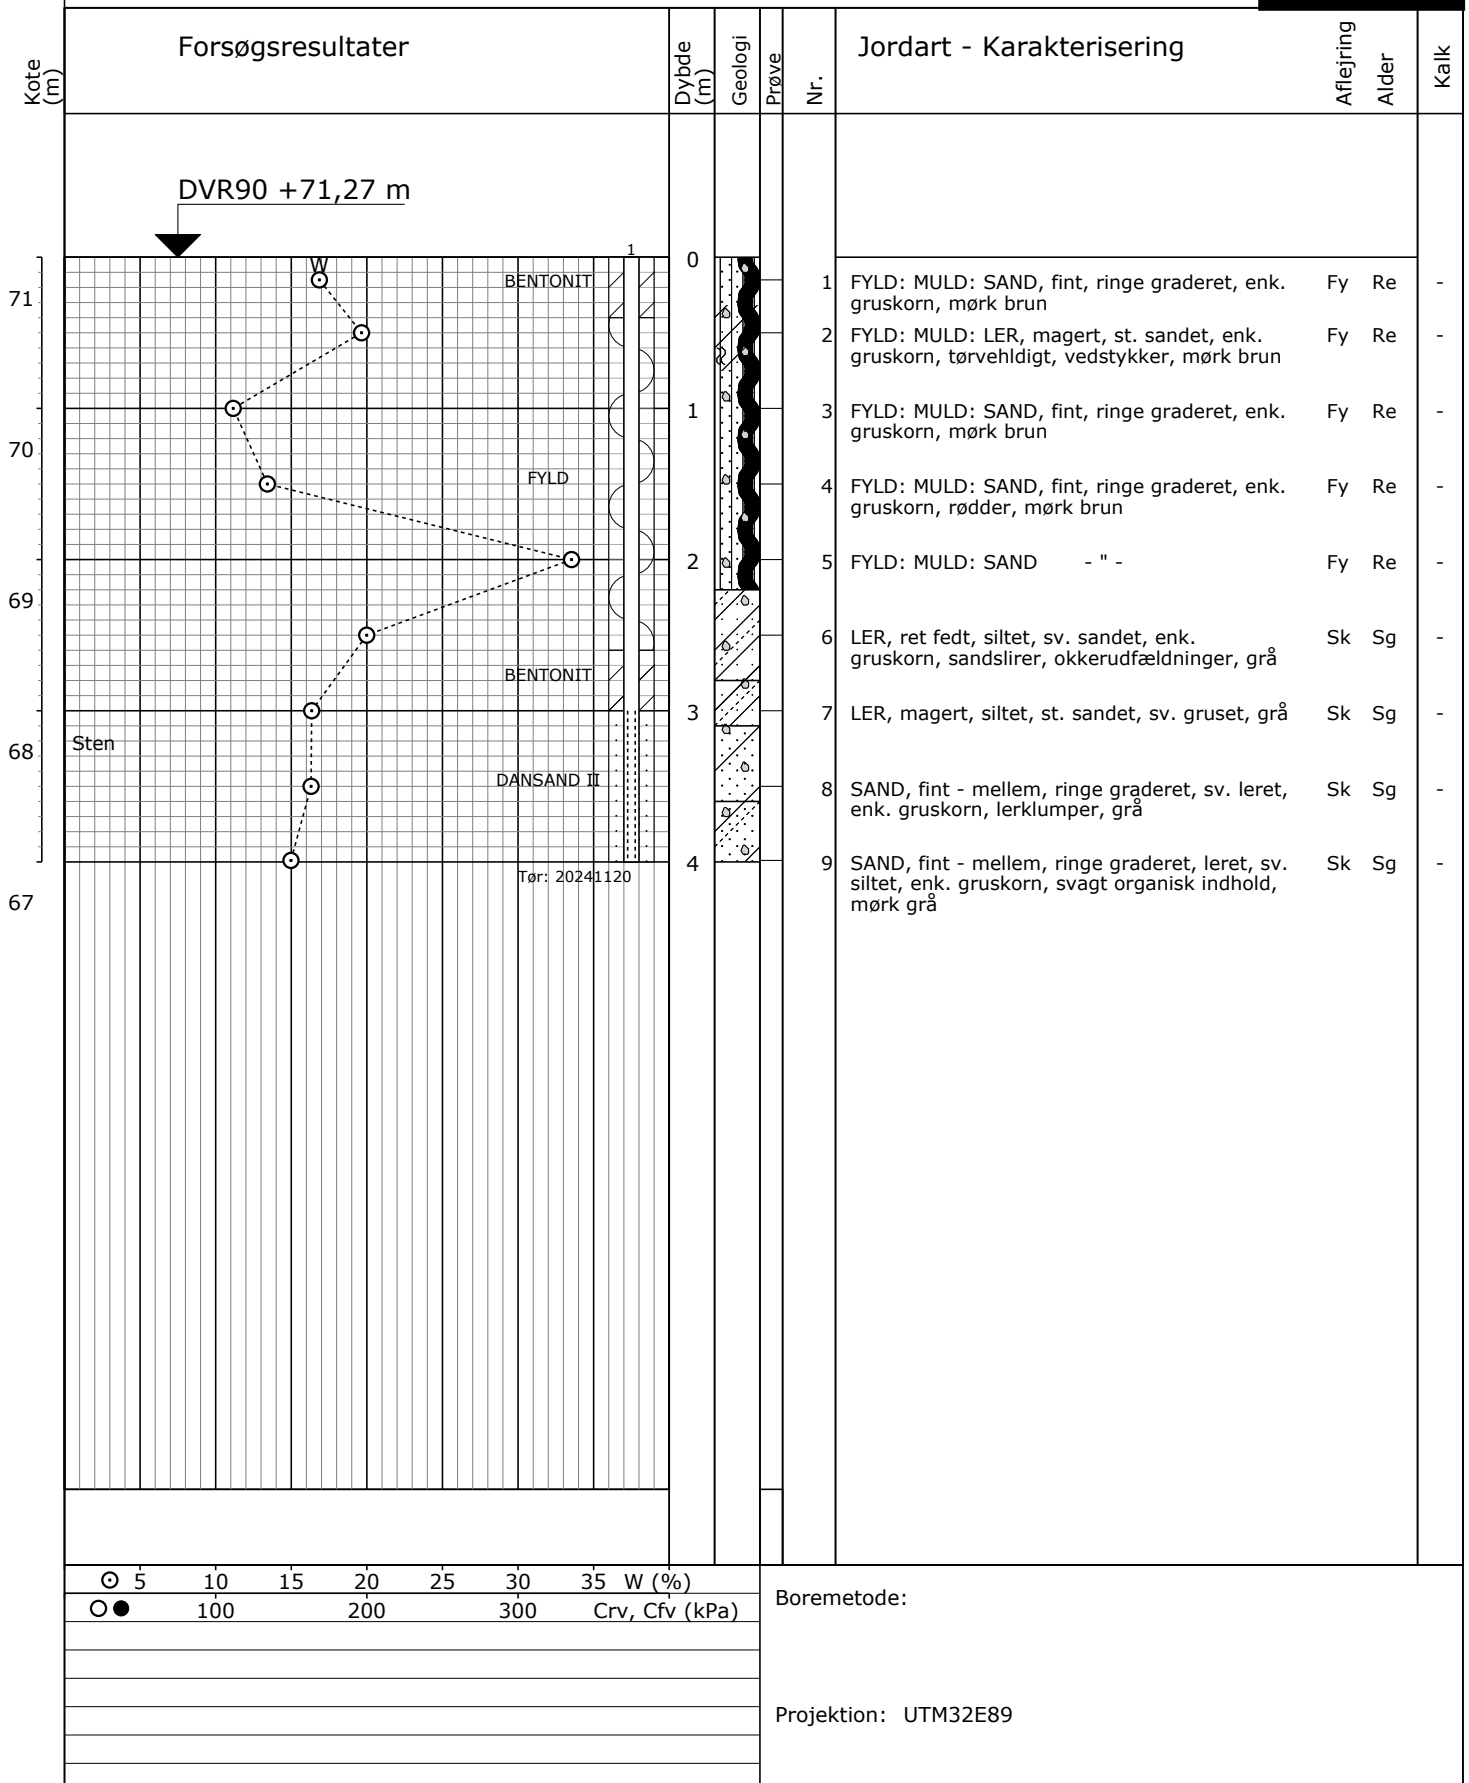 Kote (m)
Forsøgsresultater
Dybde (m)
Geologi
Prøve
Nr.
Jordart - Karakterisering
Aflejring
Alder
Kalk
DVR90 +71,27 m
1
W
BENTONIT
0
71
1 FYLD: MULD: SAND, fint, ringe graderet, enk. Fy Re -
gruskorn, mørk brun
2 FYLD: MULD: LER, magert, st. sandet, enk. Fy Re -
gruskorn, tørvehldigt, vedstykker, mørk brun
1
3 FYLD: MULD: SAND, fint, ringe graderet, enk. Fy Re -
gruskorn, mørk brun
70
FYLD
4 FYLD: MULD: SAND, fint, ringe graderet, enk. Fy Re -
gruskorn, rødder, mørk brun
2
5 FYLD: MULD: SAND - " - Fy Re -
69
6 LER, ret fedt, siltet, sv. sandet, enk. Sk Sg -
gruskorn, sandslirer, okkerudfældninger, grå
BENTONIT
3
7 LER, magert, siltet, st. sandet, sv. gruset, grå Sk Sg -
68
Sten
DANSAND II
8 SAND, fint - mellem, ringe graderet, sv. leret, Sk Sg -
enk. gruskorn, lerklumper, grå
4
9 SAND, fint - mellem, ringe graderet, leret, sv. Sk Sg -
siltet, enk. gruskorn, svagt organisk indhold,
mørk grå
Tør: 20241120
67
5 10 15 20 25 30 35 W (%)
100 200 300 Crv, Cfv (kPa)
Boremetode:
Projektion: UTM32E89